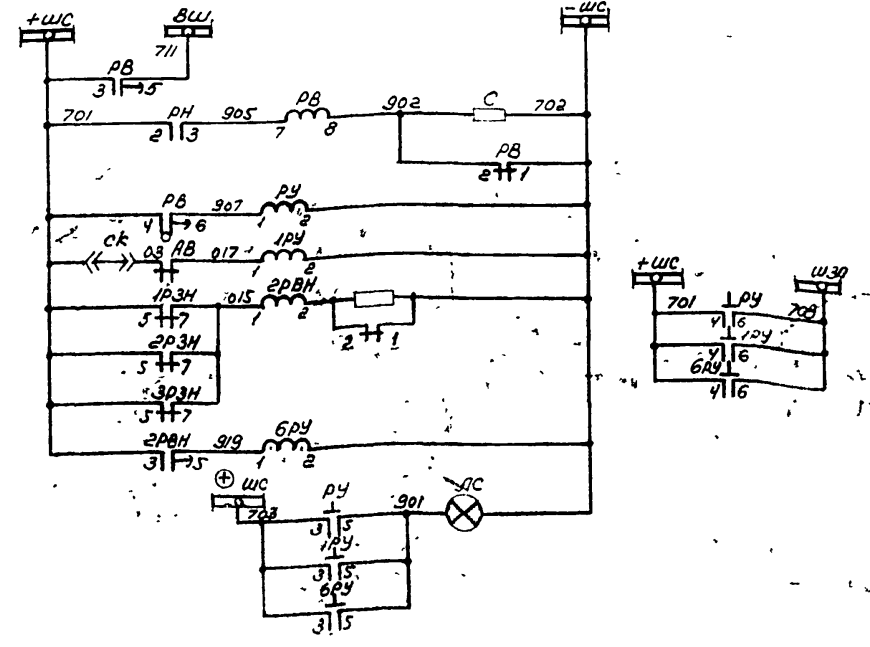 +ШС
ВШ.
-ШС
711
РВ
3 5
701
РН
905
РВ
902
С
702
2 3
7 8
РВ
2 1
РВ
907
РУ
4 6
1 2
СК
03
АВ
017
1РУ
1 2
1РЗН
015
2РВН
5 7
1 2
2 1
2РЗН
5 7
3РЗН
5 7
2РВН
919
6РУ
3 5
1 2
+ ШС
703
РУ
901
ЛС
3 5
1РУ
3 5
6РУ
3 5
+ШС
ШЗП
701
РУ
708
4 6
1РУ
4 6
6РУ
4 6